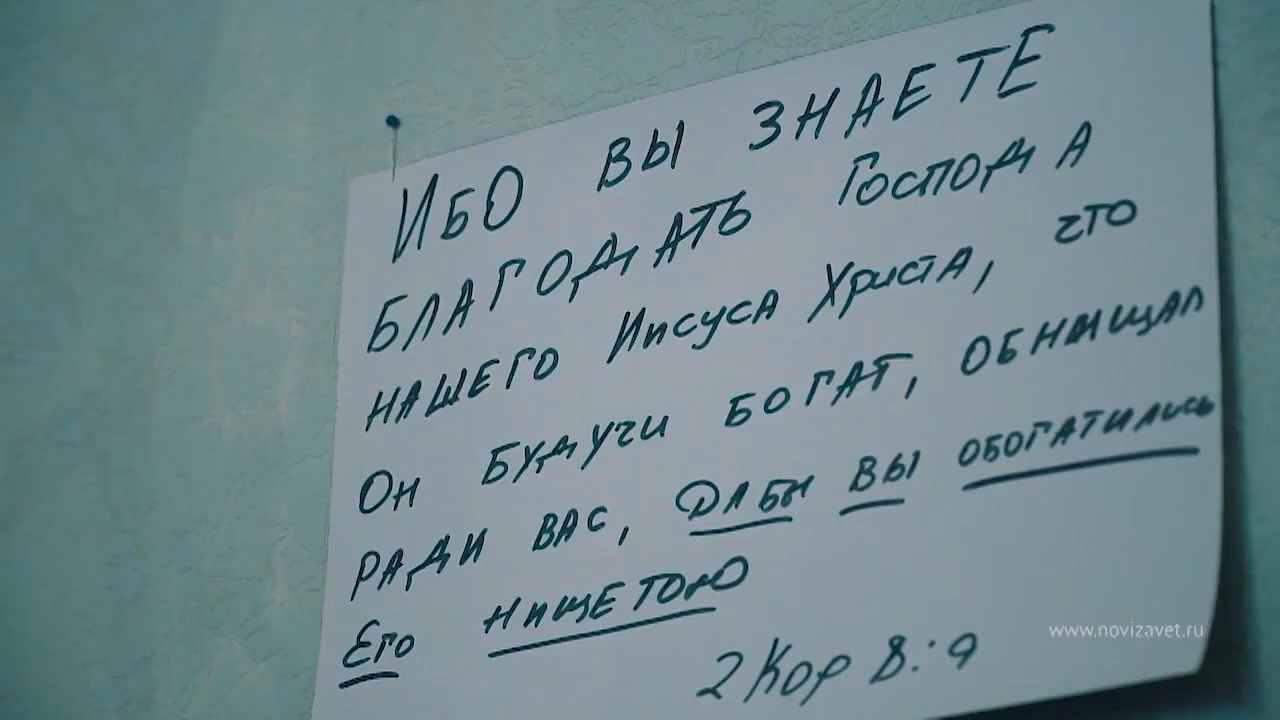 ИБО ВЫ ЗНАЕТЕ
БЛАГОДАТЬ ГОСПОДА
НАШЕГО Иисуса Христа, что
Он БУДУЧИ БОГАТ, ОБНИЩАЛ
РАДИ ВАС, ДАБЫ ВЫ ОБОГАТИЛИСЬ
Его НИЩЕТОЮ
2 Кор 8:9
www.novizavet.ru